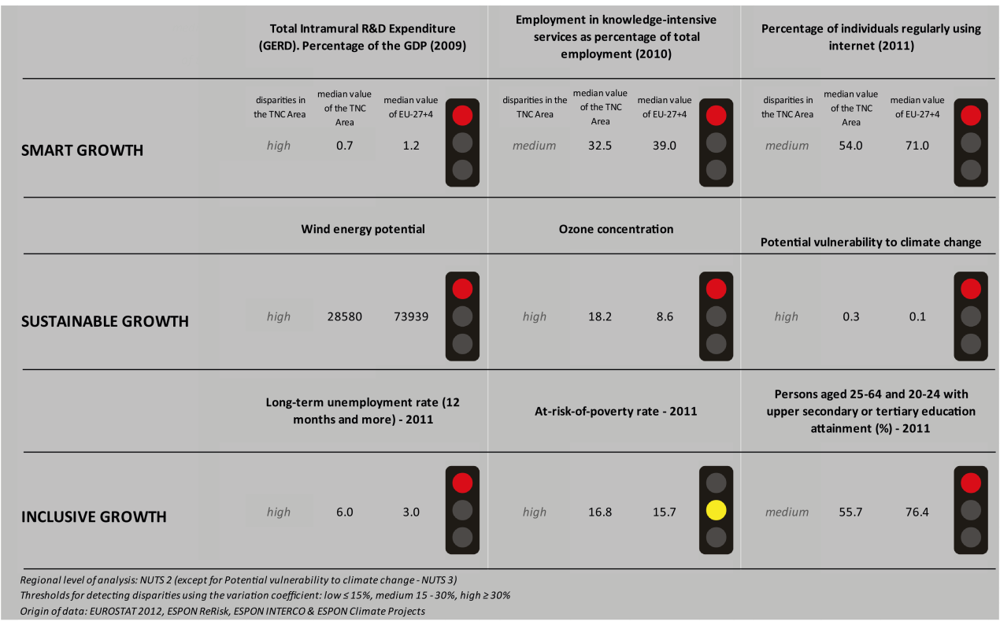 Total Intramural R&D Expenditure
(GERD). Percentage of the GDP (2009)
Employment in knowledge-intensive
services as percentage of total
employment (2010)
Percentage of individuals regularly using
internet (2011)
SMART GROWTH
disparities in
the TNC Area
high
median value
of the TNC
Area
0.7
median value
of EU-27+4
1.2
disparities in the
TNC Area
medium
median value
of the TNC
Area
32.5
median value
of EU-27+4
39.0
disparities in
the TNC Area
medium
median value
of the TNC
Area
54.0
median value
of EU-27+4
71.0
Wind energy potential
Ozone concentration
Potential vulnerability to climate change
SUSTAINABLE GROWTH
high 28580 73939
high 18.2 8.6
high 0.3 0.1
Long-term unemployment rate (12
months and more) - 2011
At-risk-of-poverty rate - 2011
Persons aged 25-64 and 20-24 with
upper secondary or tertiary education
attainment (%) - 2011
INCLUSIVE GROWTH
high 6.0 3.0
high 16.8 15.7
medium 55.7 76.4
Regional level of analysis: NUTS 2 (except for Potential vulnerability to climate change - NUTS 3)
Thresholds for detecting disparities using the variation coefficient: low ≤ 15%, medium 15 - 30%, high ≥ 30%
Origin of data: EUROSTAT 2012, ESPON ReRisk, ESPON INTERCO & ESPON Climate Projects